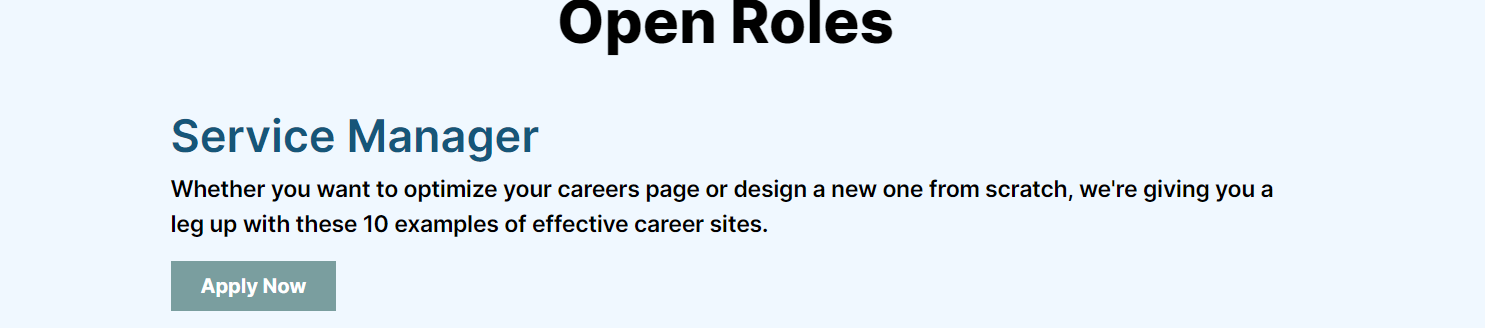 Open Roles
Service Manager
Whether you want to optimize your careers page or design a new one from scratch, we're giving you a
leg up with these 10 examples of effective career sites.
Apply Now